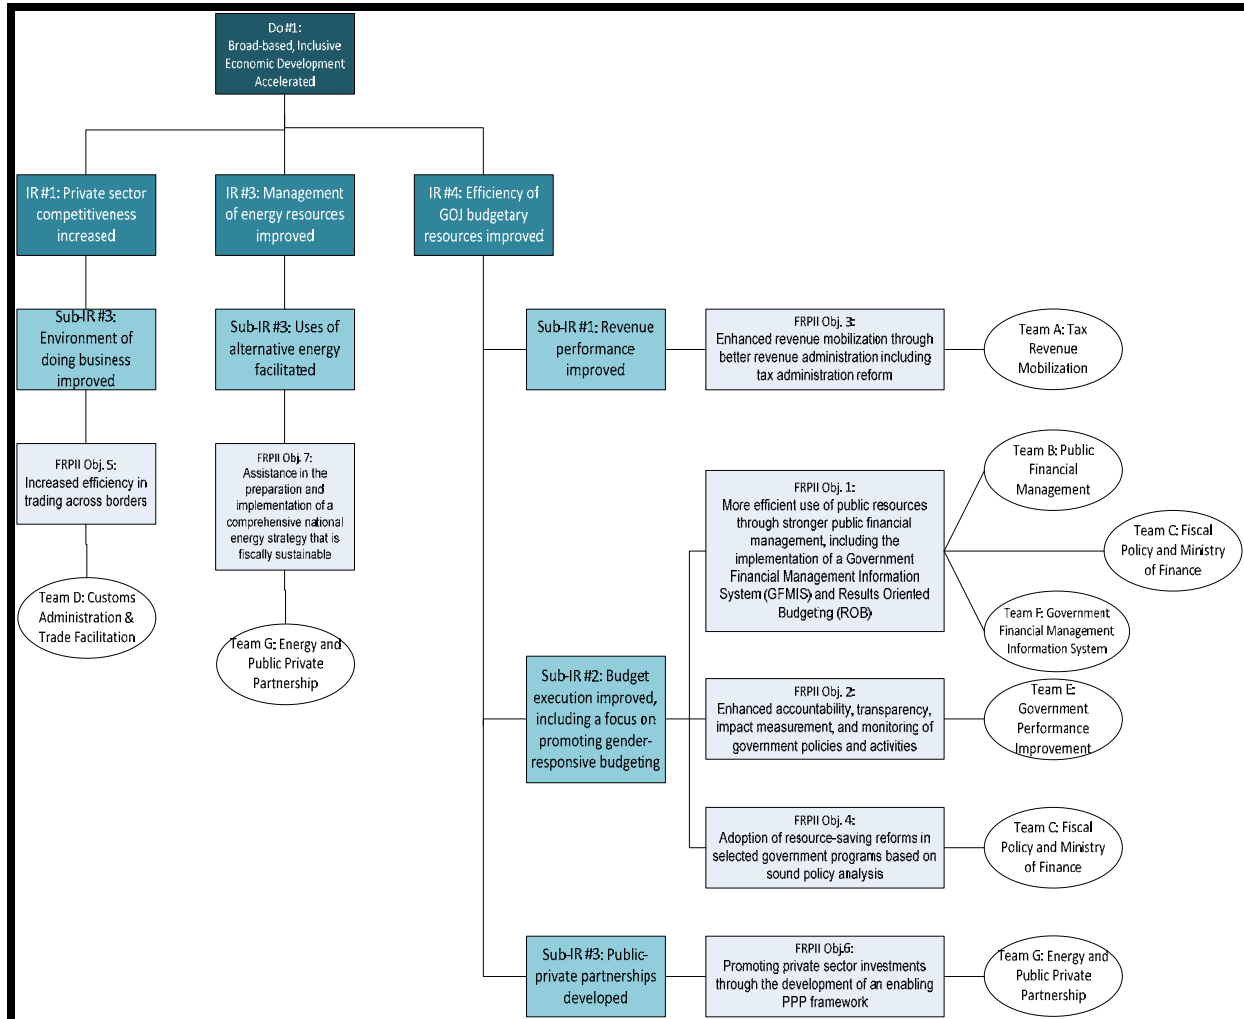 Do #1:
Broad-based, Inclusive
Economic Development
Accelerated
IR #1: Private sector
competitiveness
increased
IR #3: Management
of energy resources
improved
IR #4: Efficiency of
GOJ budgetary
resources improved
Sub-IR #3:
Environment of
doing business
improved
Sub-IR #3: Uses of
alternative energy
facilitated
Sub-IR #1: Revenue
performance
improved
FRPII Obj. 3:
Enhanced revenue mobilization through
better revenue administration including
tax administration reform
Team A: Tax
Revenue
Mobilization
FRPII Obj. 5:
Increased efficiency in
trading across borders
FRPII Obj. 7:
Assistance in the
preparation and
implementation of a
comprehensive national
energy strategy that is
fiscally sustainable
Team D: Customs
Administration &
Trade Facilitation
Team G: Energy and
Public Private
Partnership
FRPII Obj. 1:
More efficient use of public resources
through stronger public financial
management, including the
implementation of a Government
Financial Management Information
System (GFMIS) and Results Oriented
Budgeting (ROB)
Team B: Public
Financial
Management
Team C: Fiscal
Policy and Ministry
of Finance
Team F: Government
Financial Management
Information System
Sub-IR #2: Budget
execution improved,
including a focus on
promoting gender-
responsive budgeting
FRPII Obj. 2:
Enhanced accountability, transparency,
impact measurement, and monitoring of
government policies and activities
Team E:
Government
Performance
Improvement
FRPII Obj. 4:
Adoption of resource-saving reforms in
selected government programs based on
sound policy analysis
Team C: Fiscal
Policy and Ministry
of Finance
Sub-IR #3: Public-
private partnerships
developed
FRPII Obj.6:
Promoting private sector investments
through the development of an enabling
PPP framework
Team G: Energy and
Public Private
Partnership